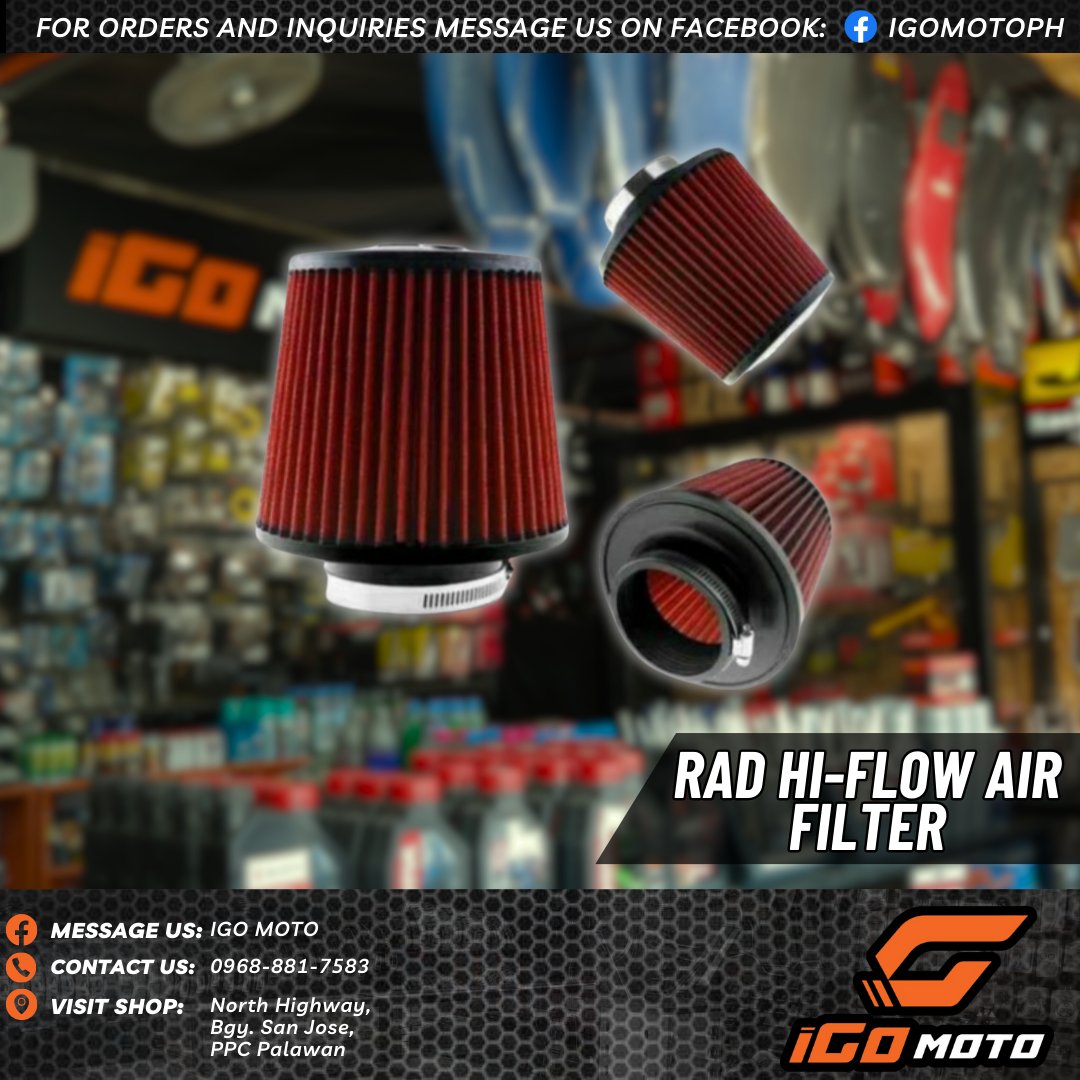 FOR ORDERS AND INQUIRIES MESSAGE US ON FACEBOOK: IGOMOTOPH
iGO M
RAD HI-FLOW AIR
FILTER
MESSAGE US: IGO MOTO
CONTACT US: 0968-881-7583
VISIT SHOP: North Highway,
Bgy. San Jose,
PPC Palawan
iGO MOTO